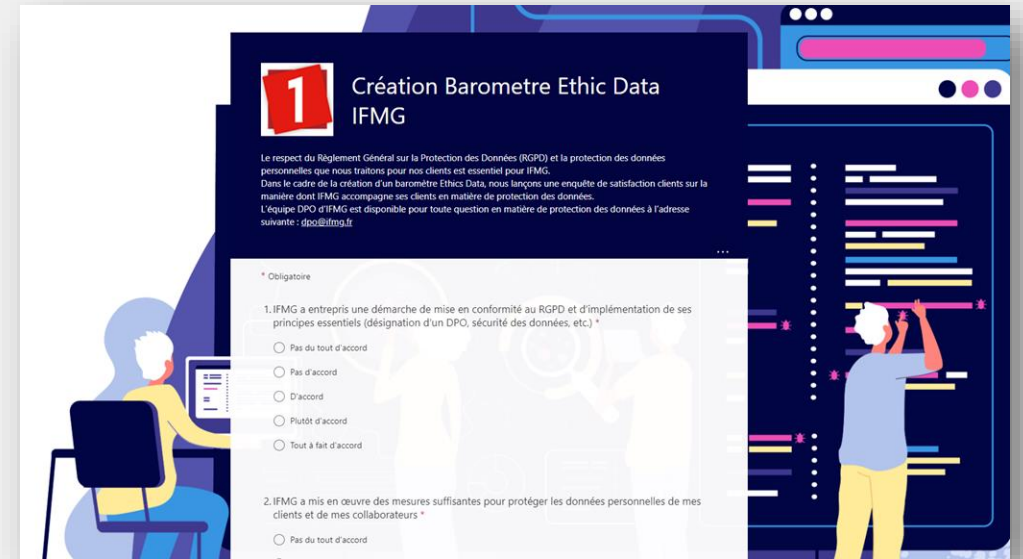 1
Création Barometre Ethic Data
IFMG
Le respect du Règlement Général sur la Protection des Données (RGPD) et la protection des données
personnelles que nous traitons pour nos clients est essentiel pour IFMG.
Dans le cadre de la création d'un baromètre Ethics Data, nous lançons une enquête de satisfaction clients sur la
manière dont IFMG accompagne ses clients en matière de protection des données.
L'équipe DPO d'IFMG est disponible pour toute question en matière de protection des données à l'adresse
suivante : dpo@ifmg.fr
...
* Obligatoire
1. IFMG a entrepris une démarche de mise en conformité au RGPD et d'implémentation de ses
principes essentiels (désignation d'un DPO, sécurité des données, etc.) *
Pas du tout d'accord
Pas d'accord
D'accord
Plutôt d'accord
Tout à fait d'accord
2. IFMG a mis en œuvre des mesures suffisantes pour protéger les données personnelles de mes
clients et de mes collaborateurs *
Pas du tout d'accord